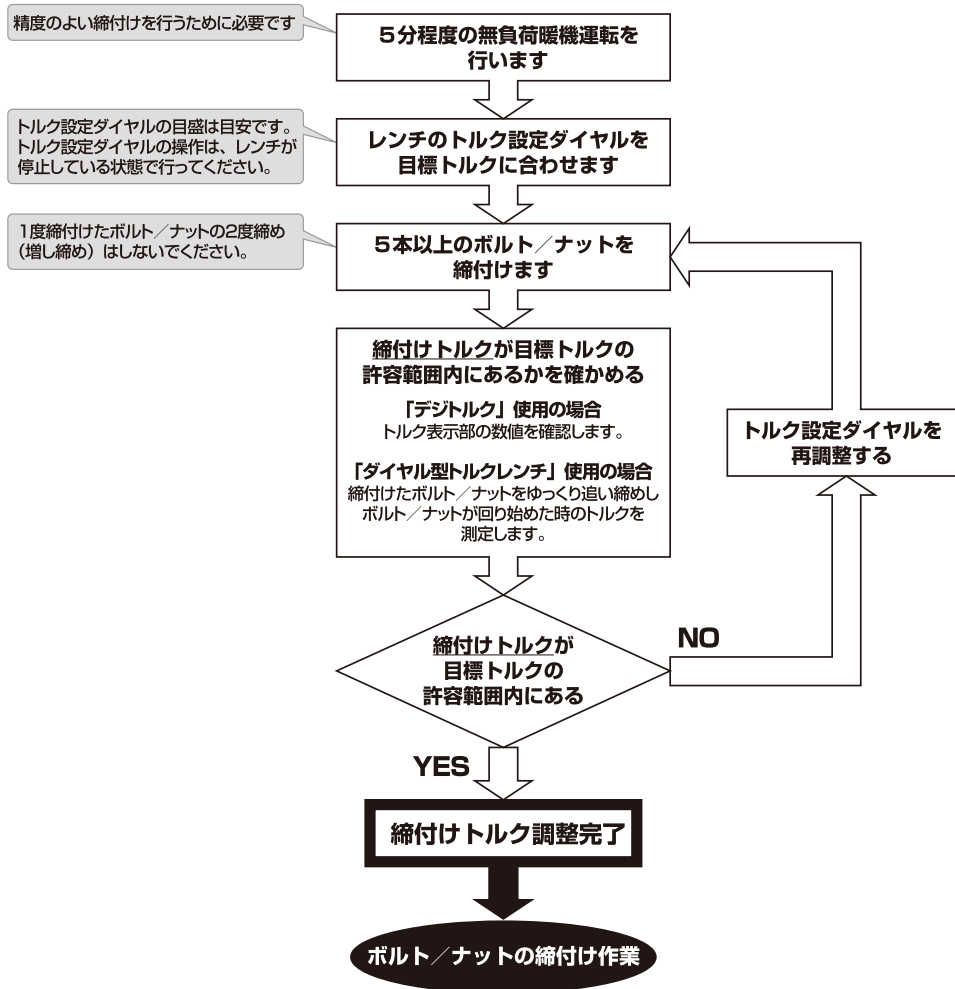 精度のよい締付けを行うために必要です
5分程度の無負荷暖機運転を
行います
トルク設定ダイヤルの目盛は目安です。
トルク設定ダイヤルの操作は、レンチが
停止している状態で行ってください。
レンチのトルク設定ダイヤルを
目標トルクに合わせます
1度締付けたボルト／ナットの2度締め
（増し締め）はしないでください。
5本以上のボルト／ナットを
締付けます
締付けトルクが目標トルクの
許容範囲内にあるかを確かめる
「デジトルク」使用の場合
トルク表示部の数値を確認します。
「ダイヤル型トルクレンチ」使用の場合
締付けたボルト／ナットをゆっくり追い締めし
ボルト／ナットが回り始めた時のトルクを
測定します。
トルク設定ダイヤルを
再調整する
締付けトルクが
目標トルクの
許容範囲内にある
NO
YES
締付けトルク調整完了
ボルト／ナットの締付け作業